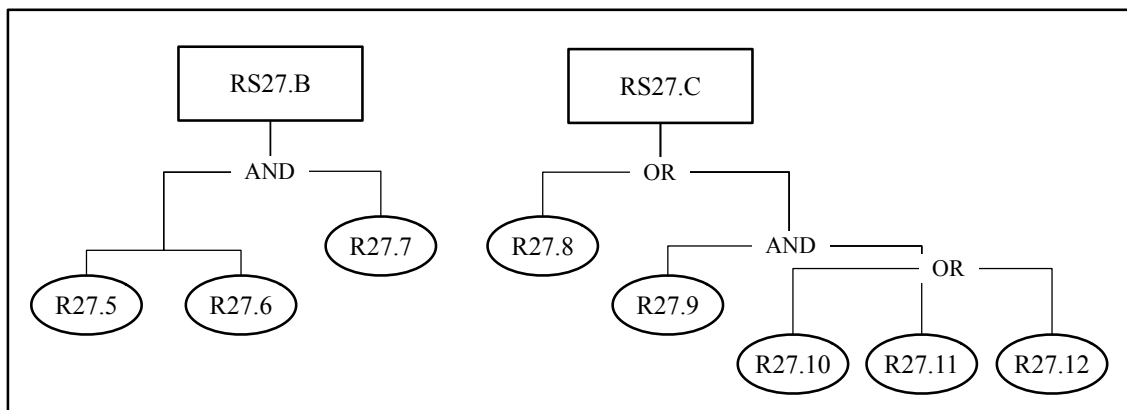 RS27.B
RS27.C
AND
OR
R27.7
R27.8
AND
OR
R27.5
R27.6
R27.9
R27.10
R27.11
R27.12